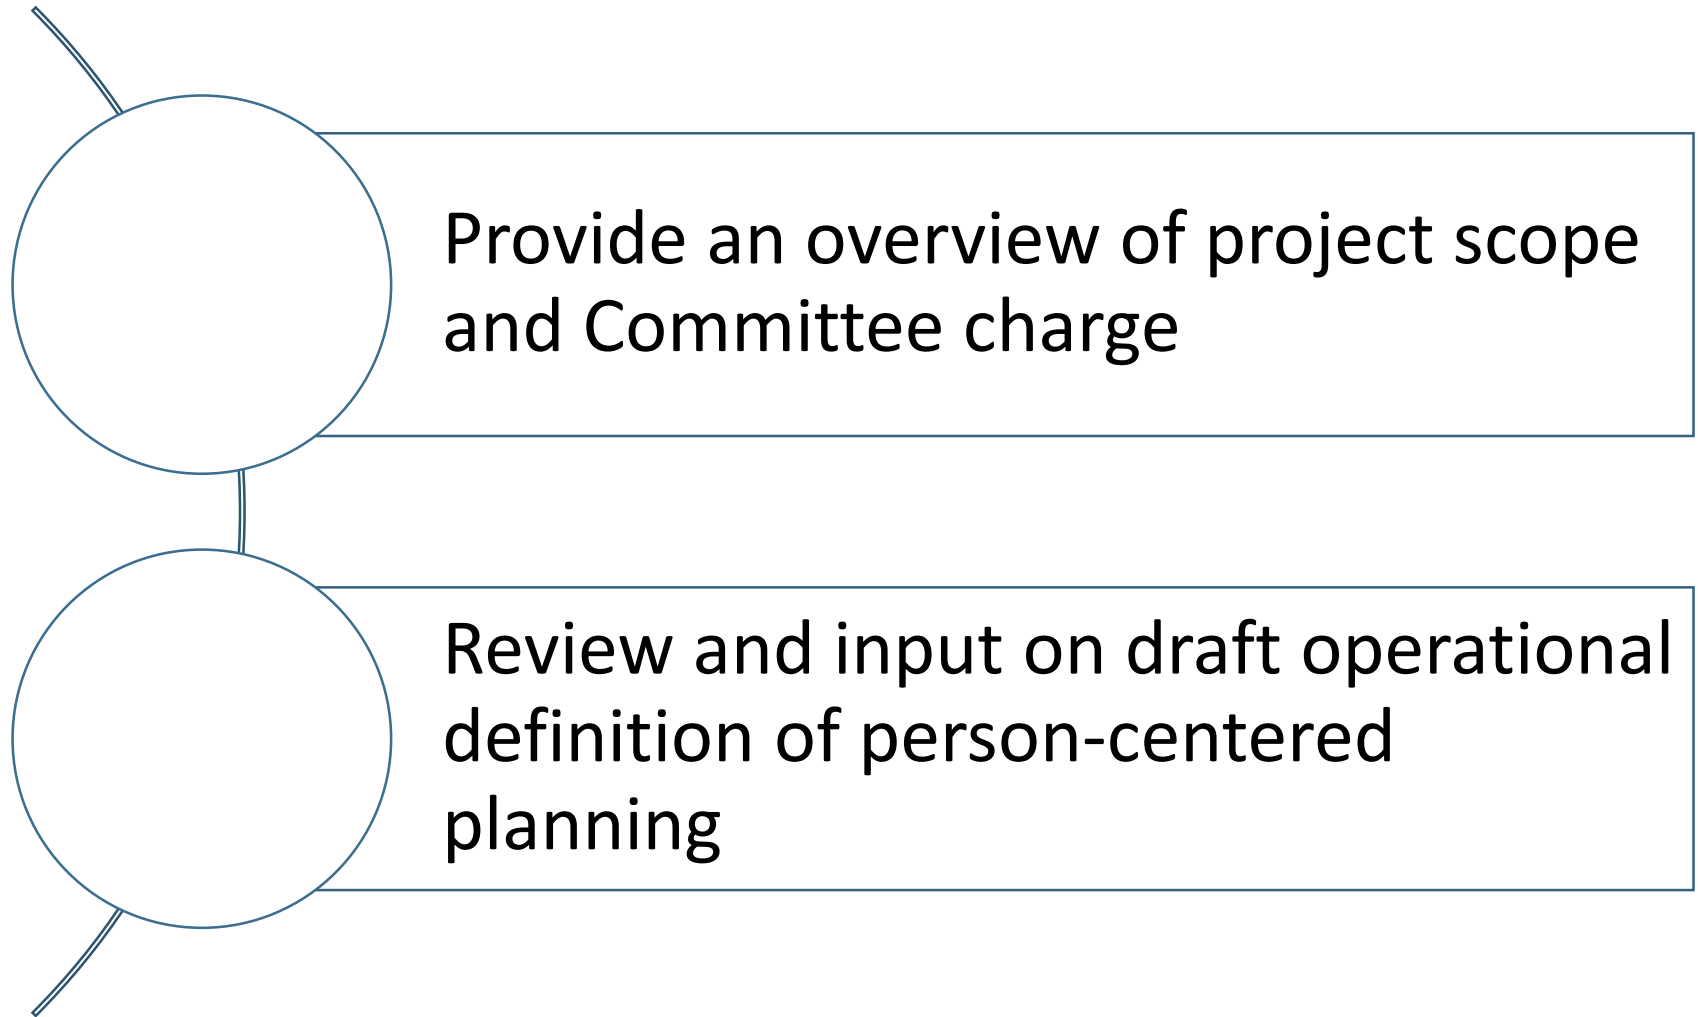 Provide an overview of project scope
and Committee charge
Review and input on draft operational
definition of person-centered
planning